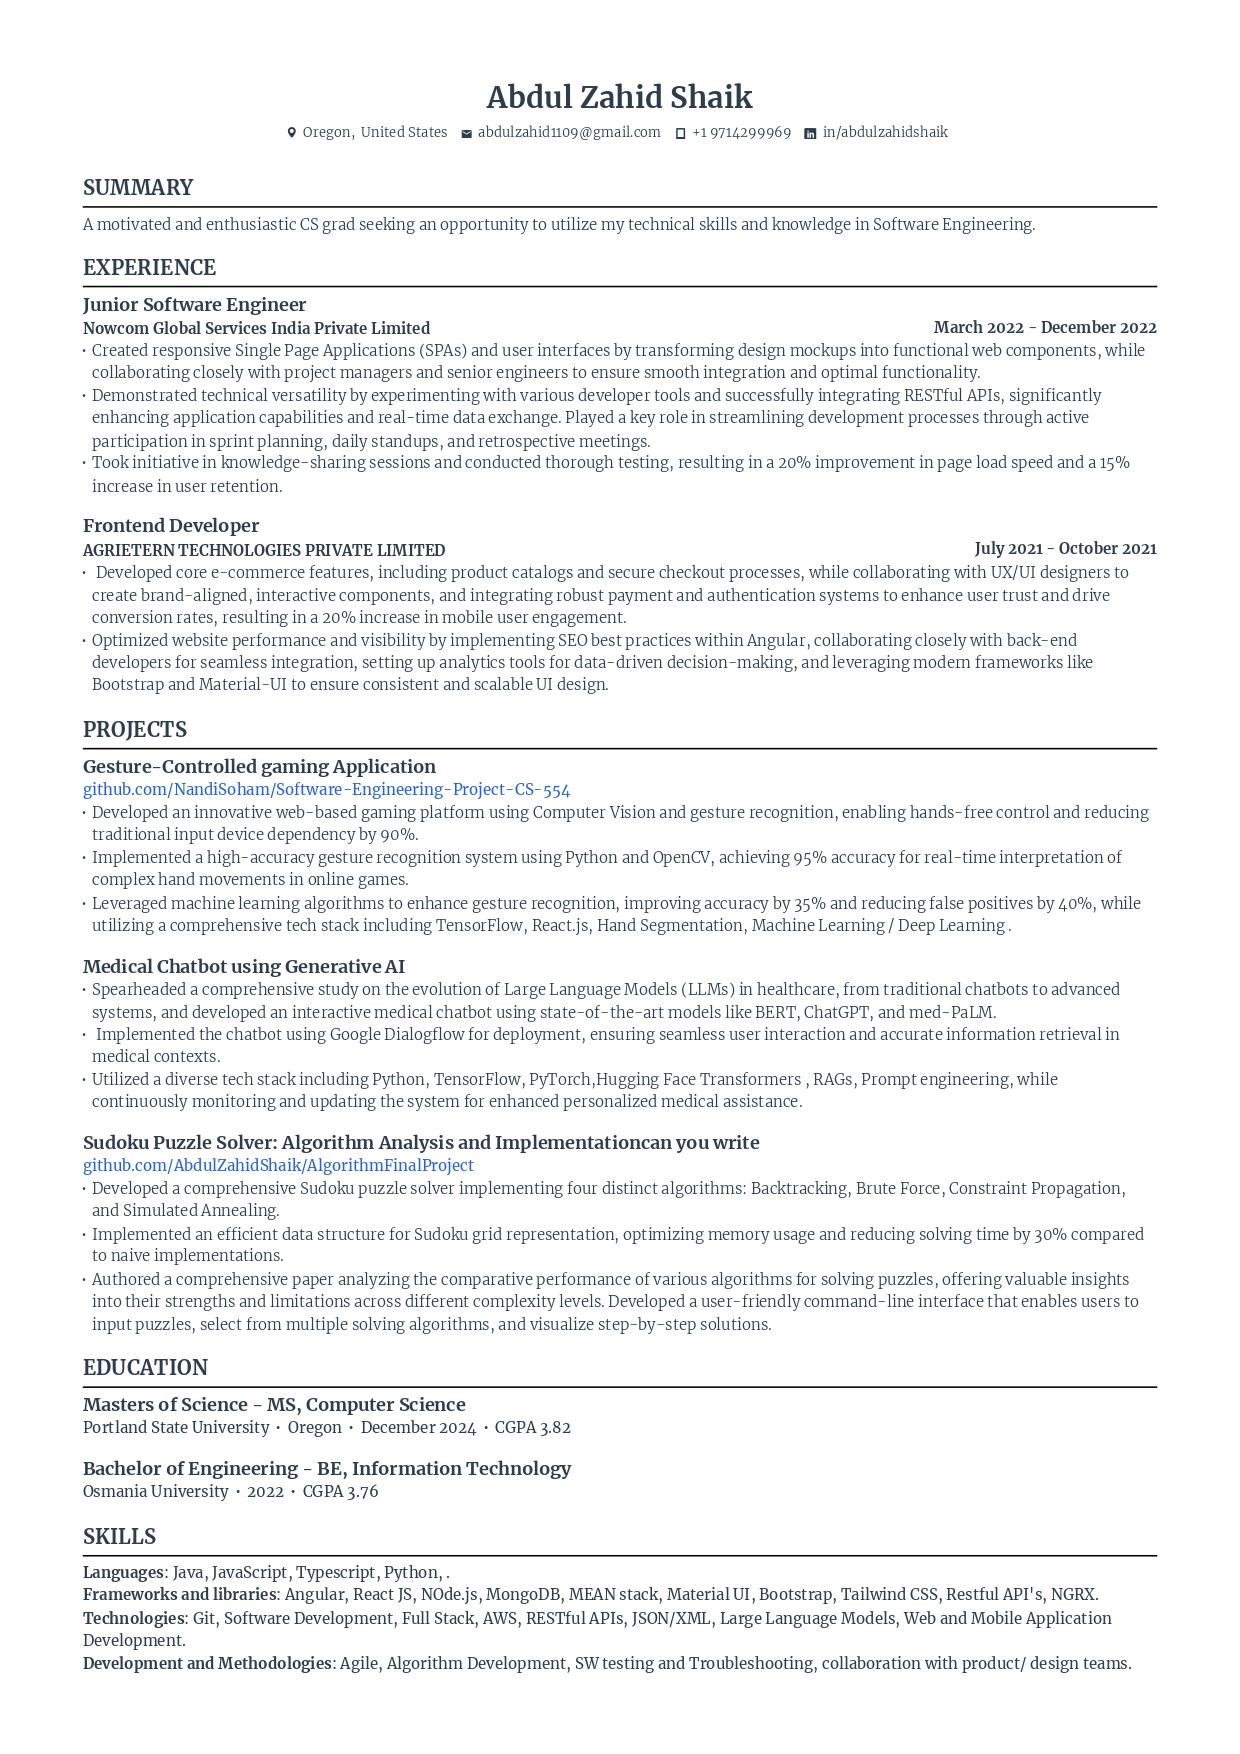 Abdul Zahid Shaik
Oregon, United States abdulzahid1109@gmail.com +1 9714299969 in/abdulzahidshaik
SUMMARY
A motivated and enthusiastic CS grad seeking an opportunity to utilize my technical skills and knowledge in Software Engineering.
EXPERIENCE
Junior Software Engineer
Nowcom Global Services India Private Limited March 2022 - December 2022
• Created responsive Single Page Applications (SPAs) and user interfaces by transforming design mockups into functional web components, while
collaborating closely with project managers and senior engineers to ensure smooth integration and optimal functionality.
• Demonstrated technical versatility by experimenting with various developer tools and successfully integrating RESTful APIs, significantly
enhancing application capabilities and real-time data exchange. Played a key role in streamlining development processes through active
participation in sprint planning, daily standups, and retrospective meetings.
• Took initiative in knowledge-sharing sessions and conducted thorough testing, resulting in a 20% improvement in page load speed and a 15%
increase in user retention.
Frontend Developer
AGRIETERN TECHNOLOGIES PRIVATE LIMITED July 2021 - October 2021
• Developed core e-commerce features, including product catalogs and secure checkout processes, while collaborating with UX/UI designers to
create brand-aligned, interactive components, and integrating robust payment and authentication systems to enhance user trust and drive
conversion rates, resulting in a 20% increase in mobile user engagement.
• Optimized website performance and visibility by implementing SEO best practices within Angular, collaborating closely with back-end
developers for seamless integration, setting up analytics tools for data-driven decision-making, and leveraging modern frameworks like
Bootstrap and Material-UI to ensure consistent and scalable UI design.
PROJECTS
Gesture-Controlled gaming Application
github.com/NandiSoham/Software-Engineering-Project-CS-554
• Developed an innovative web-based gaming platform using Computer Vision and gesture recognition, enabling hands-free control and reducing
traditional input device dependency by 90%.
• Implemented a high-accuracy gesture recognition system using Python and OpenCV, achieving 95% accuracy for real-time interpretation of
complex hand movements in online games.
• Leveraged machine learning algorithms to enhance gesture recognition, improving accuracy by 35% and reducing false positives by 40%, while
utilizing a comprehensive tech stack including TensorFlow, React.js, Hand Segmentation, Machine Learning / Deep Learning .
Medical Chatbot using Generative AI
• Spearheaded a comprehensive study on the evolution of Large Language Models (LLMs) in healthcare, from traditional chatbots to advanced
systems, and developed an interactive medical chatbot using state-of-the-art models like BERT, ChatGPT, and med-PaLM.
• Implemented the chatbot using Google Dialogflow for deployment, ensuring seamless user interaction and accurate information retrieval in
medical contexts.
• Utilized a diverse tech stack including Python, TensorFlow, PyTorch,Hugging Face Transformers , RAGs, Prompt engineering, while
continuously monitoring and updating the system for enhanced personalized medical assistance.
Sudoku Puzzle Solver: Algorithm Analysis and Implementationcan you write
github.com/AbdulZahidShaik/AlgorithmFinalProject
• Developed a comprehensive Sudoku puzzle solver implementing four distinct algorithms: Backtracking, Brute Force, Constraint Propagation,
and Simulated Annealing.
• Implemented an efficient data structure for Sudoku grid representation, optimizing memory usage and reducing solving time by 30% compared
to naive implementations.
• Authored a comprehensive paper analyzing the comparative performance of various algorithms for solving puzzles, offering valuable insights
into their strengths and limitations across different complexity levels. Developed a user-friendly command-line interface that enables users to
input puzzles, select from multiple solving algorithms, and visualize step-by-step solutions.
EDUCATION
Masters of Science - MS, Computer Science
Portland State University • Oregon • December 2024 • CGPA 3.82
Bachelor of Engineering - BE, Information Technology
Osmania University • 2022 • CGPA 3.76
SKILLS
Languages: Java, JavaScript, Typescript, Python, .
Frameworks and libraries: Angular, React JS, NOde.js, MongoDB, MEAN stack, Material UI, Bootstrap, Tailwind CSS, Restful API's, NGRX.
Technologies: Git, Software Development, Full Stack, AWS, RESTful APIs, JSON/XML, Large Language Models, Web and Mobile Application
Development.
Development and Methodologies: Agile, Algorithm Development, SW testing and Troubleshooting, collaboration with product/ design teams.